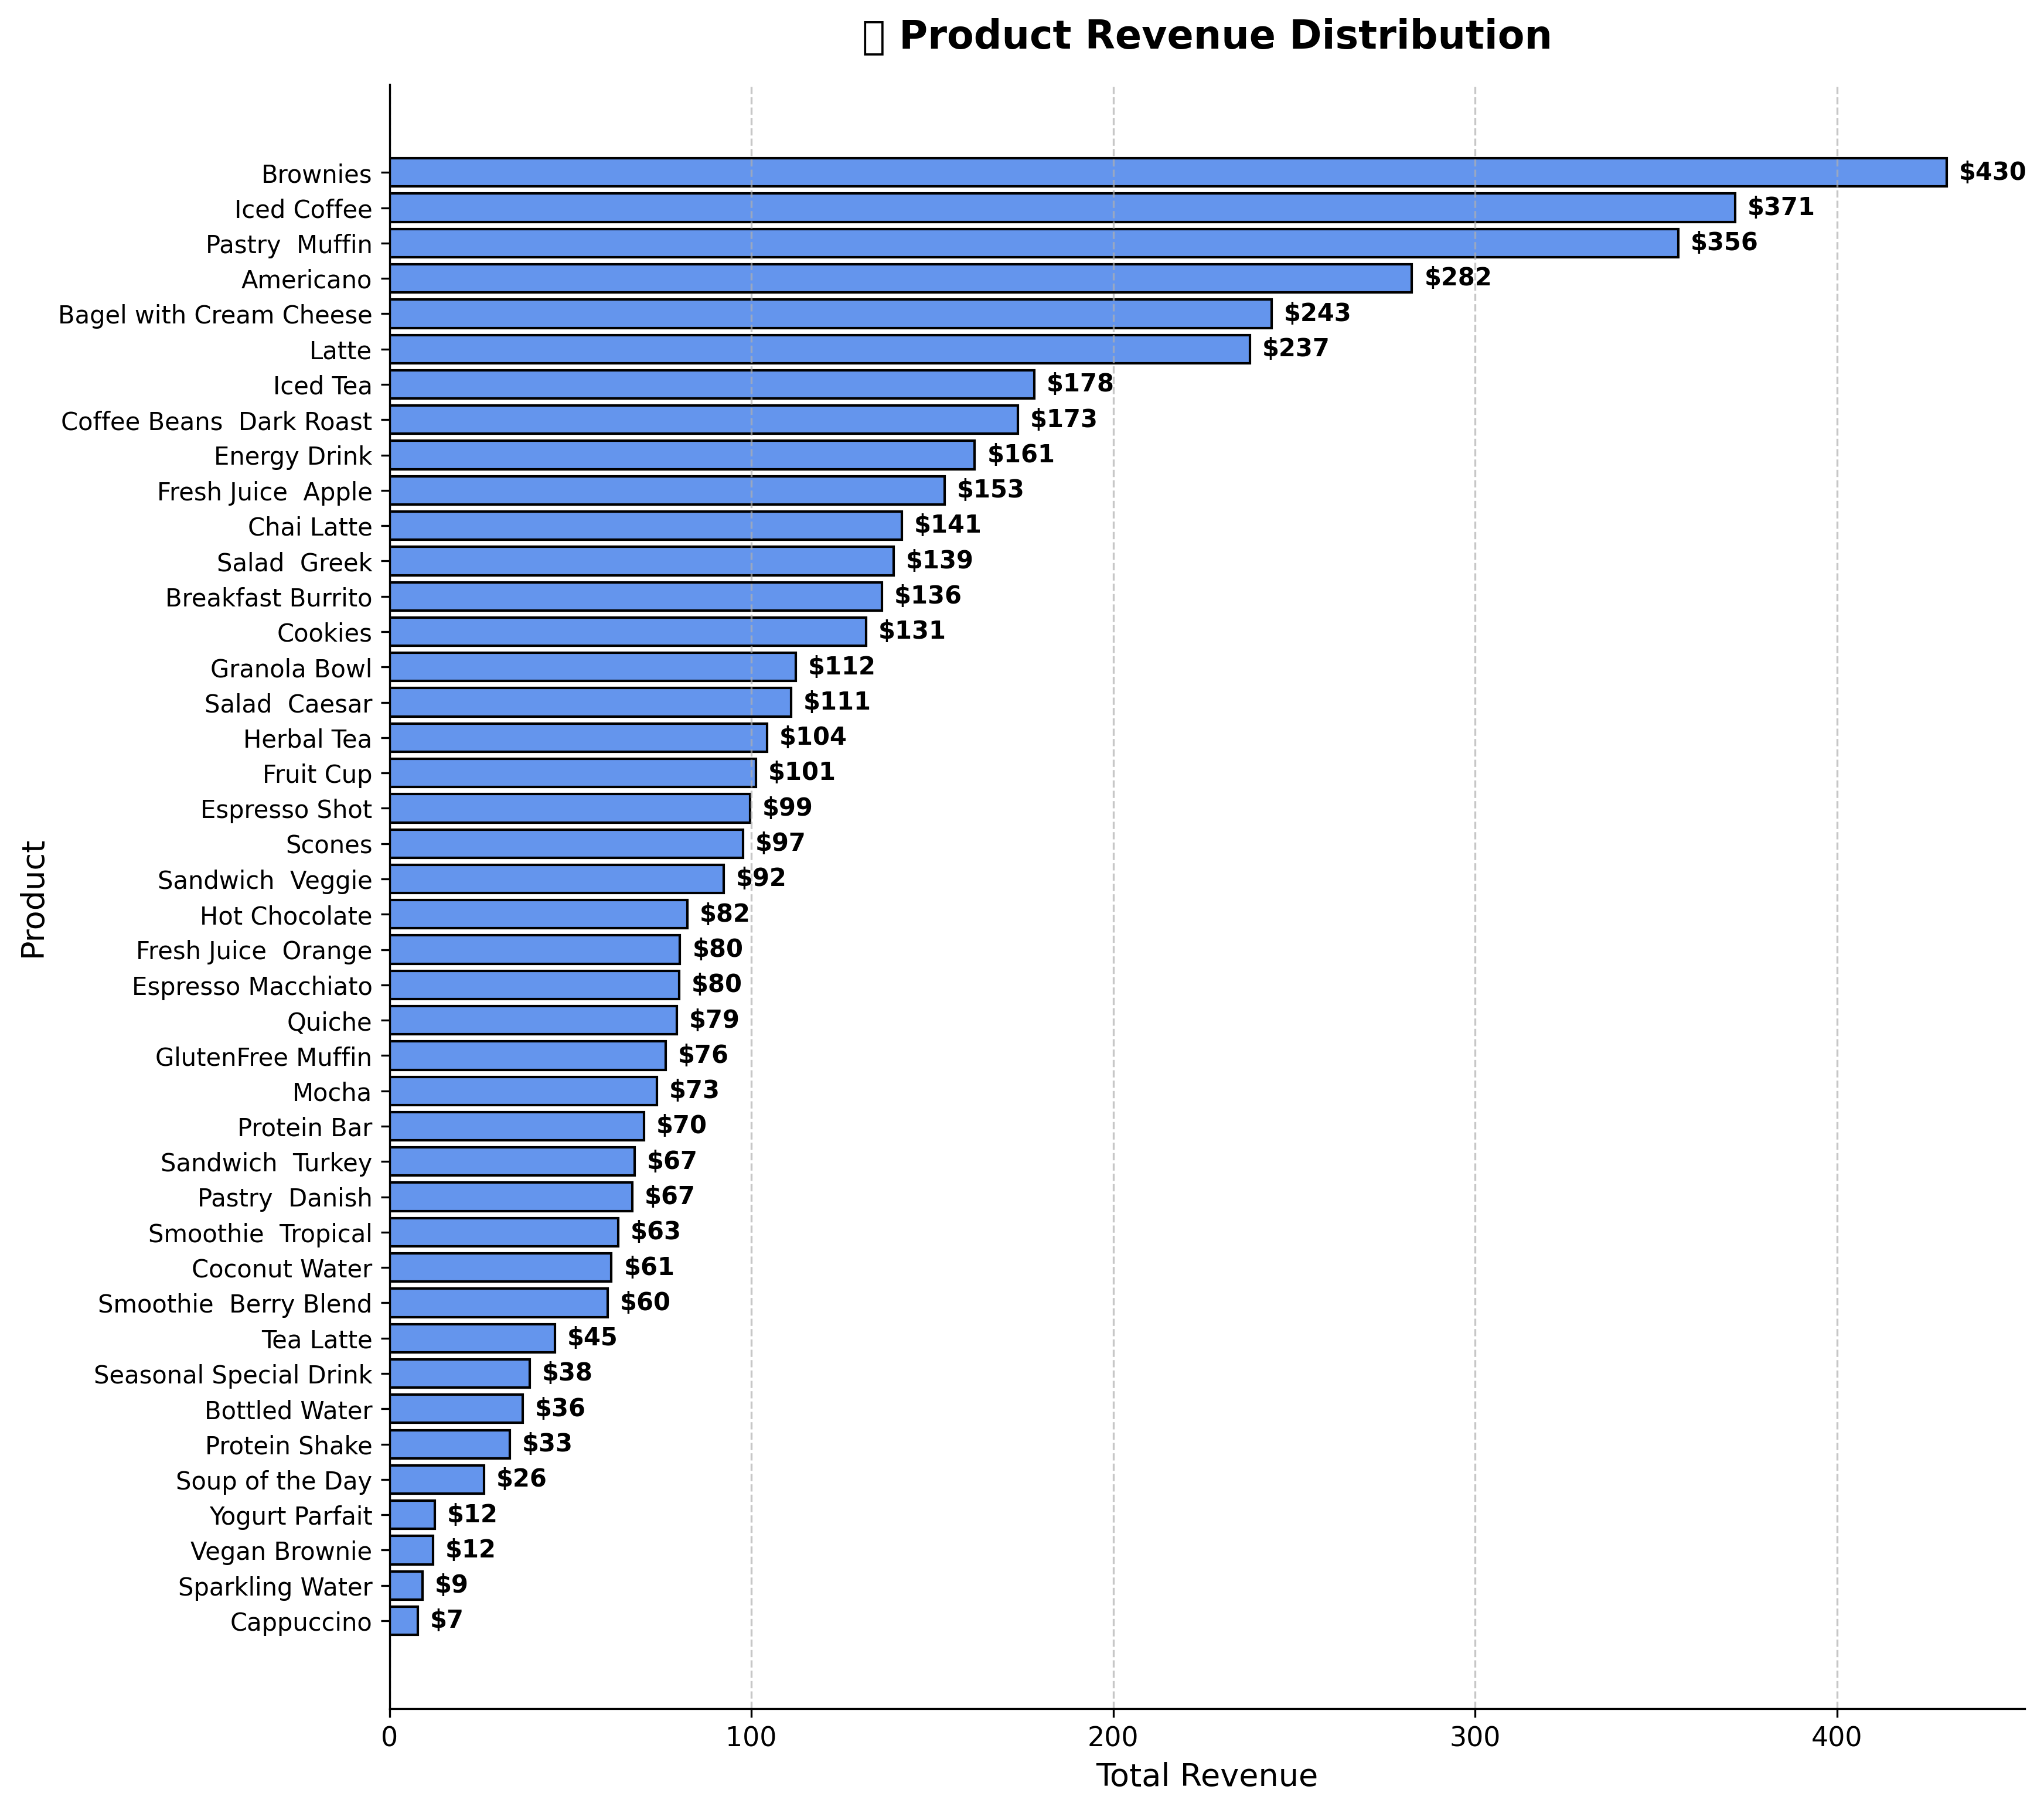 Product Revenue Distribution
Brownies $430
Iced Coffee $371
Pastry  Muffin $356
Americano $282
Bagel with Cream Cheese $243
Latte $237
Iced Tea $178
Coffee Beans  Dark Roast $173
Energy Drink $161
Fresh Juice  Apple $153
Chai Latte $141
Salad  Greek $139
Breakfast Burrito $136
Cookies $131
Granola Bowl $112
Salad  Caesar $111
Herbal Tea $104
Fruit Cup $101
Espresso Shot $99
Scones $97
Sandwich  Veggie $92
Hot Chocolate $82
Fresh Juice  Orange $80
Espresso Macchiato $80
Quiche $79
GlutenFree Muffin $76
Mocha $73
Protein Bar $70
Sandwich  Turkey $67
Pastry  Danish $67
Smoothie  Tropical $63
Coconut Water $61
Smoothie  Berry Blend $60
Tea Latte $45
Seasonal Special Drink $38
Bottled Water $36
Protein Shake $33
Soup of the Day $26
Yogurt Parfait $12
Vegan Brownie $12
Sparkling Water $9
Cappuccino $7
Product
0 100 200 300 400
Total Revenue